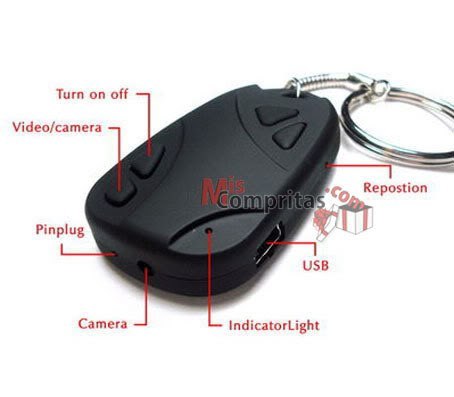 Turn on off
Video/camera
Mis
Compritas
.com
Repostion
Pinplug
USB
Camera
IndicatorLight